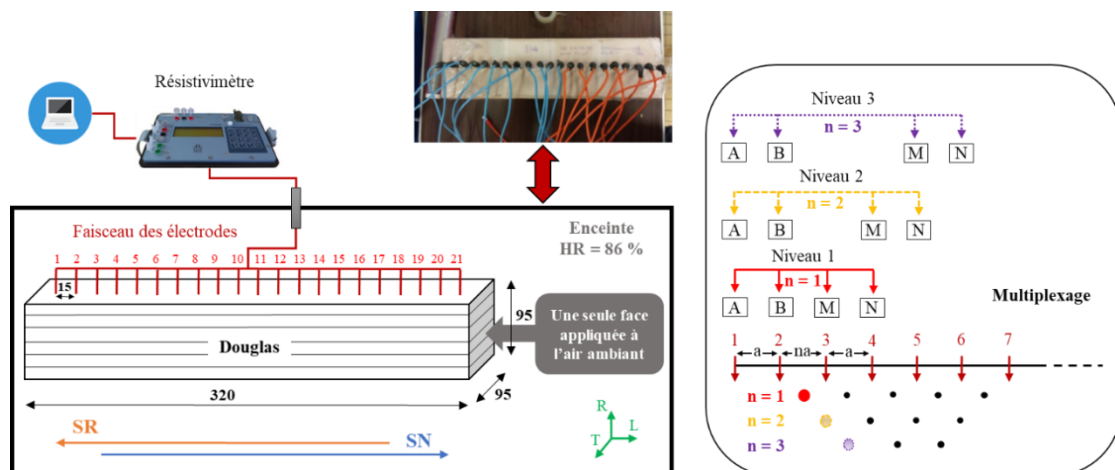 Résistivimètre
Enceinte
HR = 86 %
Faisceau des électrodes
1 2 3 4 5 6 7 8 9 10 11 12 13 14 15 16 17 18 19 20 21
15
95
Une seule face
appliquée à
l'air ambiant
Douglas
320
95
SR
SN
R
T
L
Niveau 3
n = 3
A B M N
Niveau 2
n = 2
A B M N
Niveau 1
n = 1
A B M N
Multiplexage
1 2 3 4 5 6 7
a na a
n = 1
n = 2
n = 3